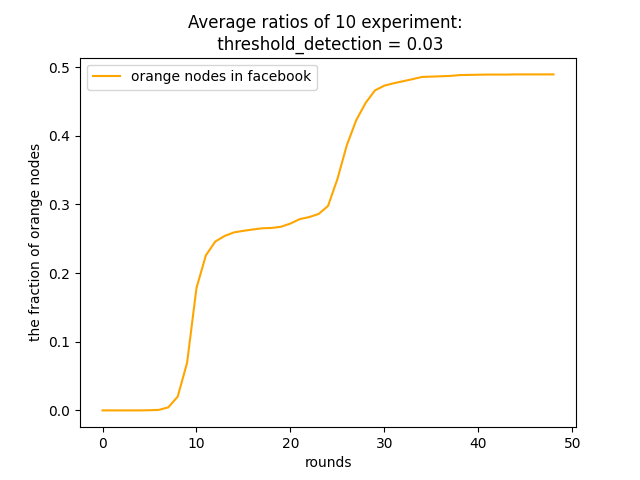 Average ratios of 10 experiment:
threshold_detection = 0.03
orange nodes in facebook
the fraction of orange nodes
0.5
0.4
0.3
0.2
0.1
0.0
0
10
20
30
40
50
rounds